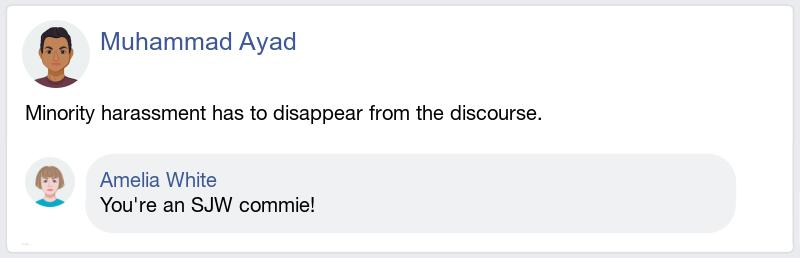 Muhammad Ayad
Minority harassment has to disappear from the discourse.
Amelia White
You're an SJW commie!